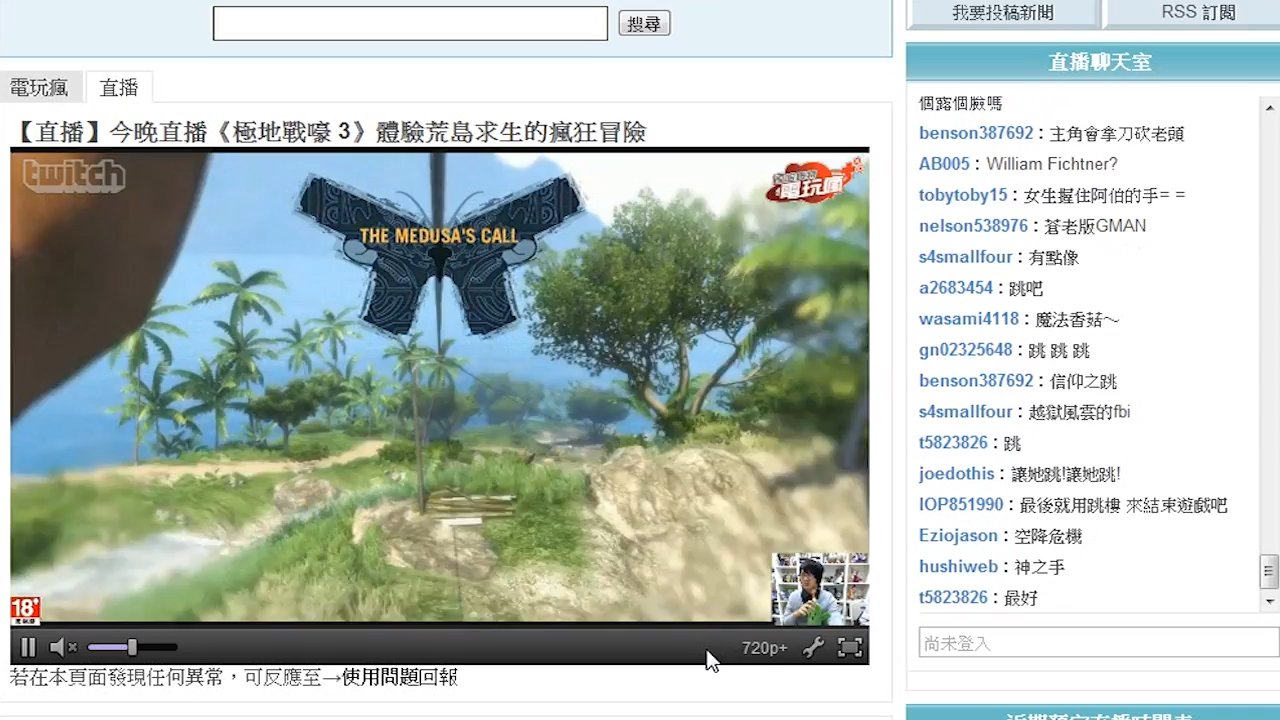 搜尋
我要投稿新聞
RSS 訂閱
電玩瘋
直播
【直播】今晚直播《極地戰嚎 3》體驗荒島求生的瘋狂冒險
twitch
電玩瘋
THE MEDUSA'S CALL
18+
720p+
若在本頁面發現任何異常，可反應至→使用問題回報
直播聊天室
個露個臉嗎
benson387692：主角會拿刀砍老頭
AB005：William Fichtner?
tobytoby15：女生握住阿伯的手= =
nelson538976：蒼老版GMAN
s4smallfour：有點像
a2683454：跳吧
wasami4118：魔法香菇～
gn02325648：跳 跳 跳
benson387692：信仰之跳
s4smallfour：越獄風雲的fbi
t5823826：跳
joedothis：讓她跳!讓她跳!
IOP851990：最後就用跳樓 來結束遊戲吧
Eziojason：空降危機
hushiweb：神之手
t5823826：最好
尚未登入